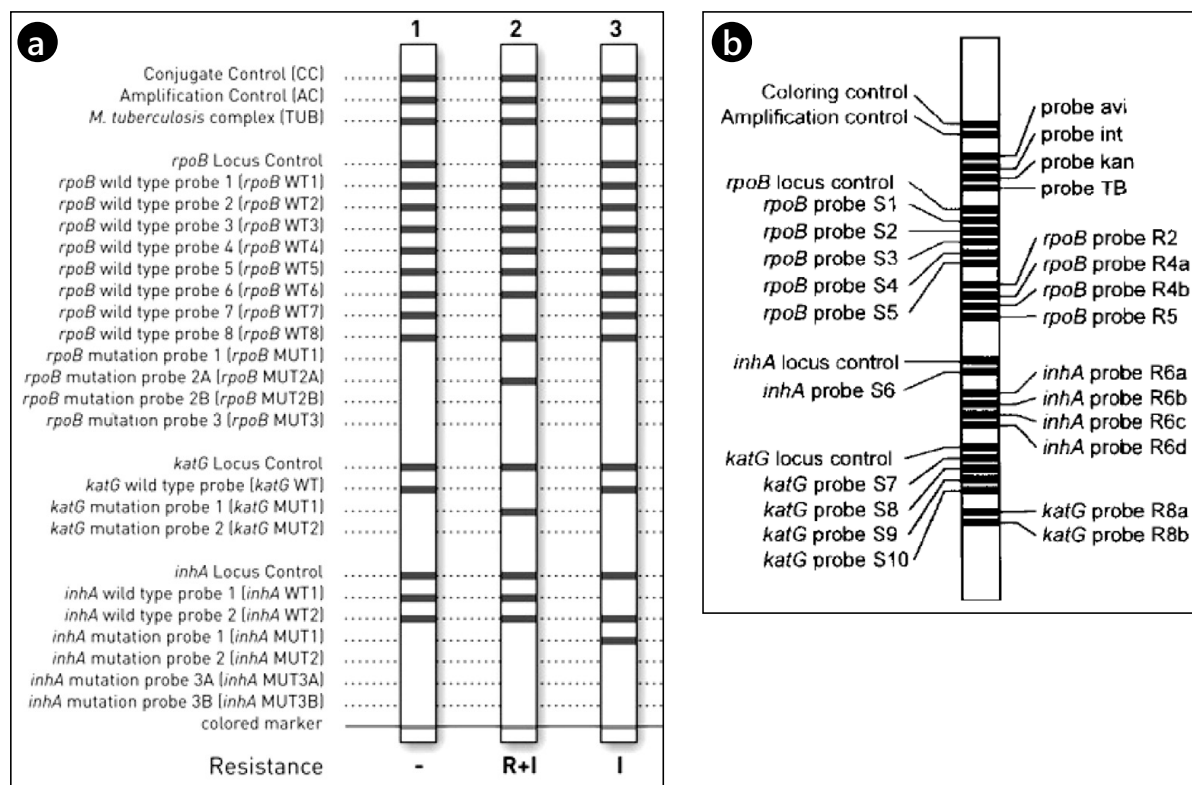 a
1 2 3
Conjugate Control (CC)
Amplification Control (AC)
M. tuberculosis complex (TUB)
rpoB Locus Control
rpoB wild type probe 1 (rpoB WT1)
rpoB wild type probe 2 (rpoB WT2)
rpoB wild type probe 3 (rpoB WT3)
rpoB wild type probe 4 (rpoB WT4)
rpoB wild type probe 5 (rpoB WT5)
rpoB wild type probe 6 (rpoB WT6)
rpoB wild type probe 7 (rpoB WT7)
rpoB wild type probe 8 (rpoB WT8)
rpoB mutation probe 1 (rpoB MUT1)
rpoB mutation probe 2A (rpoB MUT2A)
rpoB mutation probe 2B (rpoB MUT2B)
rpoB mutation probe 3 (rpoB MUT3)
katG Locus Control
katG wild type probe (katG WT)
katG mutation probe 1 (katG MUT1)
katG mutation probe 2 (katG MUT2)
inhA Locus Control
inhA wild type probe 1 (inhA WT1)
inhA wild type probe 2 (inhA WT2)
inhA mutation probe 1 (inhA MUT1)
inhA mutation probe 2 (inhA MUT2)
inhA mutation probe 3A (inhA MUT3A)
inhA mutation probe 3B (inhA MUT3B)
colored marker
Resistance - R+I I
b
Coloring control
Amplification control
rpoB locus control
rpoB probe S1
rpoB probe S2
rpoB probe S3
rpoB probe S4
rpoB probe S5
inhA locus control
inhA probe S6
katG locus control
katG probe S7
katG probe S8
katG probe S9
katG probe S10
probe avi
probe int
probe kan
probe TB
rpoB probe R2
rpoB probe R4a
rpoB probe R4b
rpoB probe R5
inhA probe R6a
inhA probe R6b
inhA probe R6c
inhA probe R6d
katG probe R8a
katG probe R8b